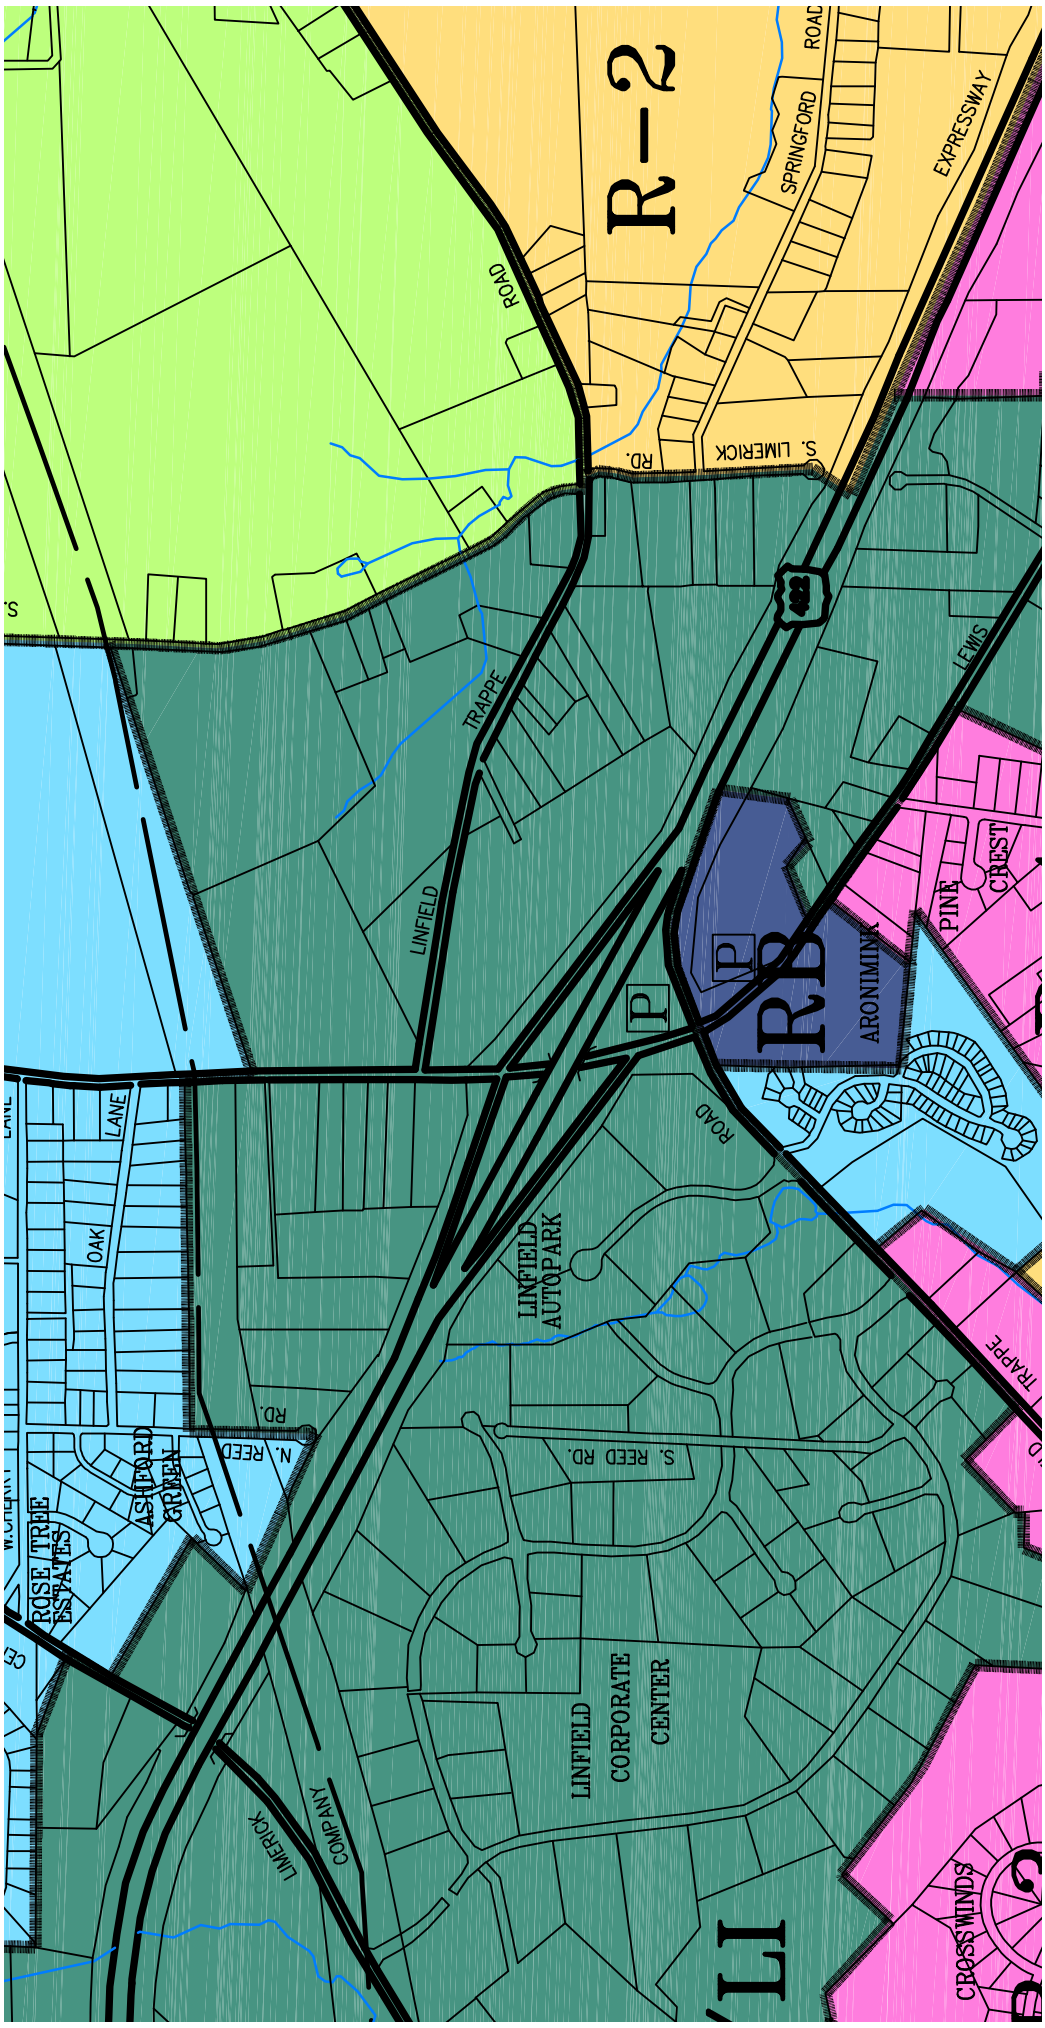 R-2
ROAD
SPRINGFORD
EXPRESSWAY
ROAD
RD.
S. LIMERICK
422
S.
LEWIS
TRAPPE
LINFIELD
CREST
PINE
ARONIMINK
P
RB
P
LANE
LANE
ROAD
OAK
LINFIELD
AUTOPARK
TRAPPE
RD.
N. REED
S. REED RD.
ASHFORD
GREEN
ROSE TREE
ESTATES
LINFIELD
CORPORATE
CENTER
LIMERICK
COMPANY
CROSSWINDS
/LI